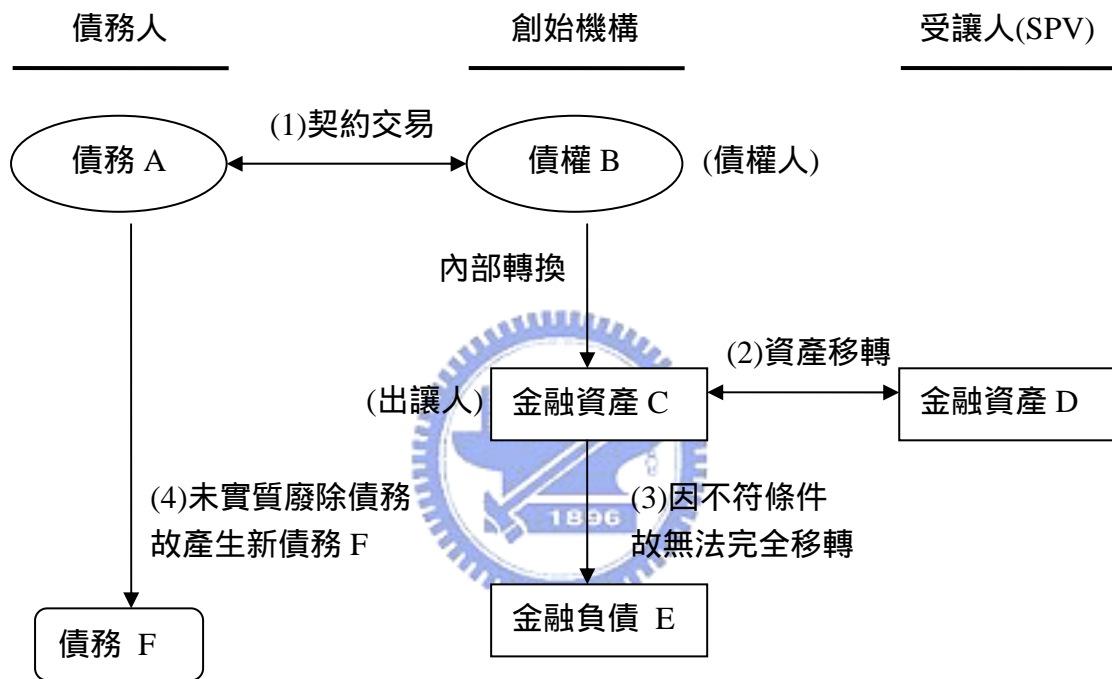 債務人
創始機構
受讓人(SPV)
(1)契約交易
債務 A
債權 B
(債權人)
內部轉換
(2)資產移轉
(出讓人)
金融資產 C
金融資產 D
(4)未實質廢除債務
故產生新債務 F
(3)因不符條件
故無法完全移轉
1896
債務 F
金融負債 E